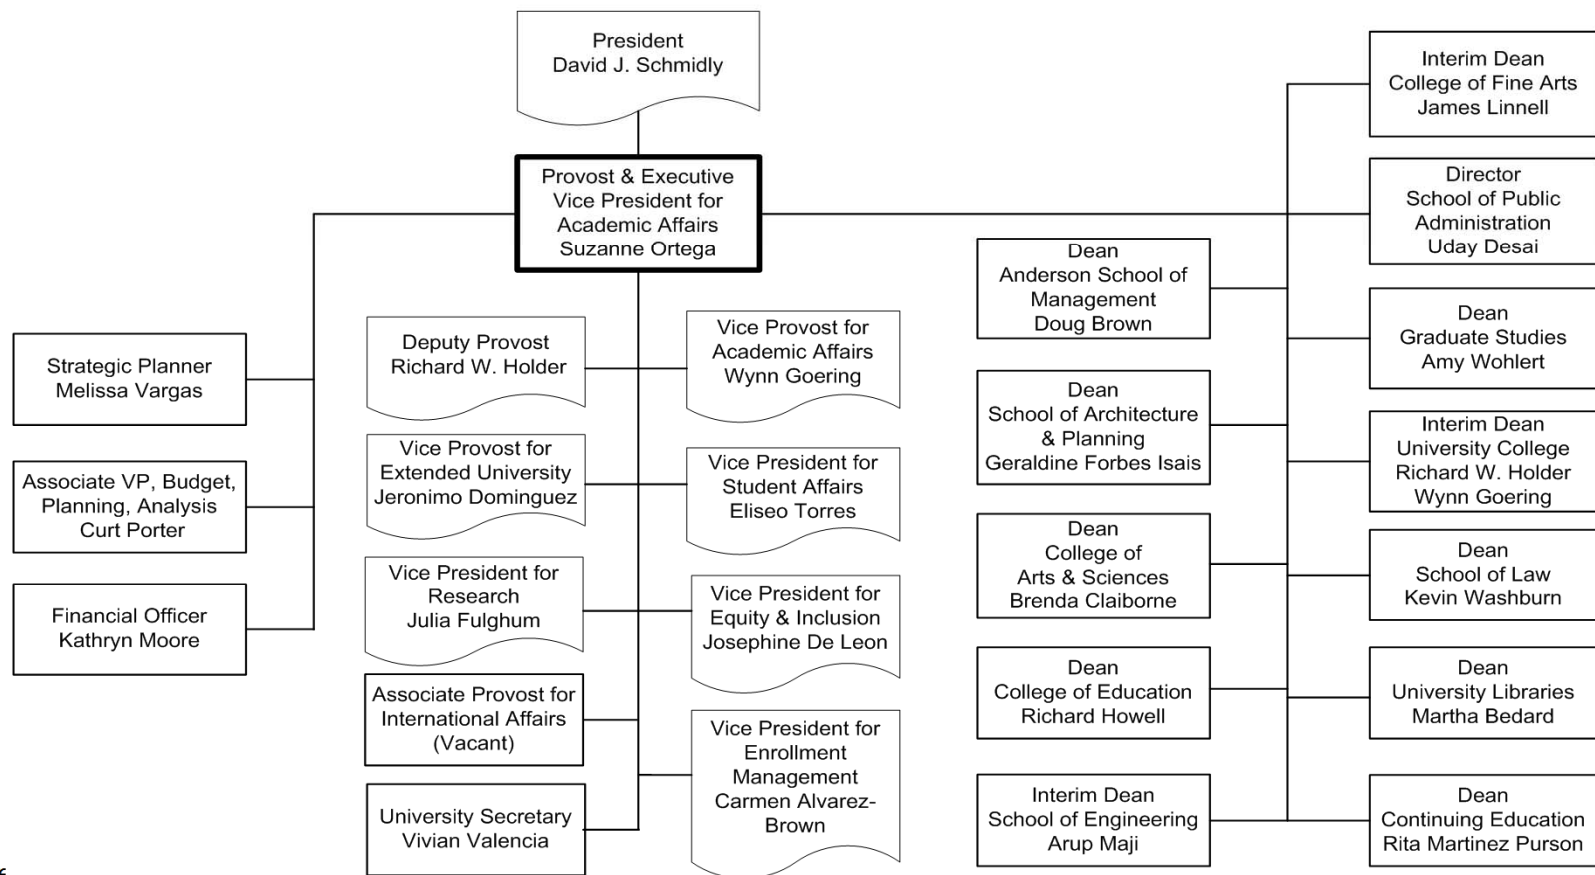 President
David J. Schmidly
Provost & Executive
Vice President for
Academic Affairs
Suzanne Ortega
Strategic Planner
Melissa Vargas
Associate VP, Budget,
Planning, Analysis
Curt Porter
Financial Officer
Kathryn Moore
Deputy Provost
Richard W. Holder
Vice Provost for
Academic Affairs
Wynn Goering
Vice Provost for
Extended University
Jeronimo Dominguez
Vice President for
Student Affairs
Eliseo Torres
Vice President for
Research
Julia Fulghum
Vice President for
Equity & Inclusion
Josephine De Leon
Associate Provost for
International Affairs
(Vacant)
Vice President for
Enrollment
Management
Carmen Alvarez-
Brown
University Secretary
Vivian Valencia
Dean
Anderson School of
Management
Doug Brown
Dean
School of Architecture
& Planning
Geraldine Forbes Isais
Dean
College of
Arts & Sciences
Brenda Claiborne
Dean
College of Education
Richard Howell
Interim Dean
School of Engineering
Arup Maji
Interim Dean
College of Fine Arts
James Linnell
Director
School of Public
Administration
Uday Desai
Dean
Graduate Studies
Amy Wohlert
Interim Dean
University College
Richard W. Holder
Wynn Goering
Dean
School of Law
Kevin Washburn
Dean
University Libraries
Martha Bedard
Dean
Continuing Education
Rita Martinez Purson